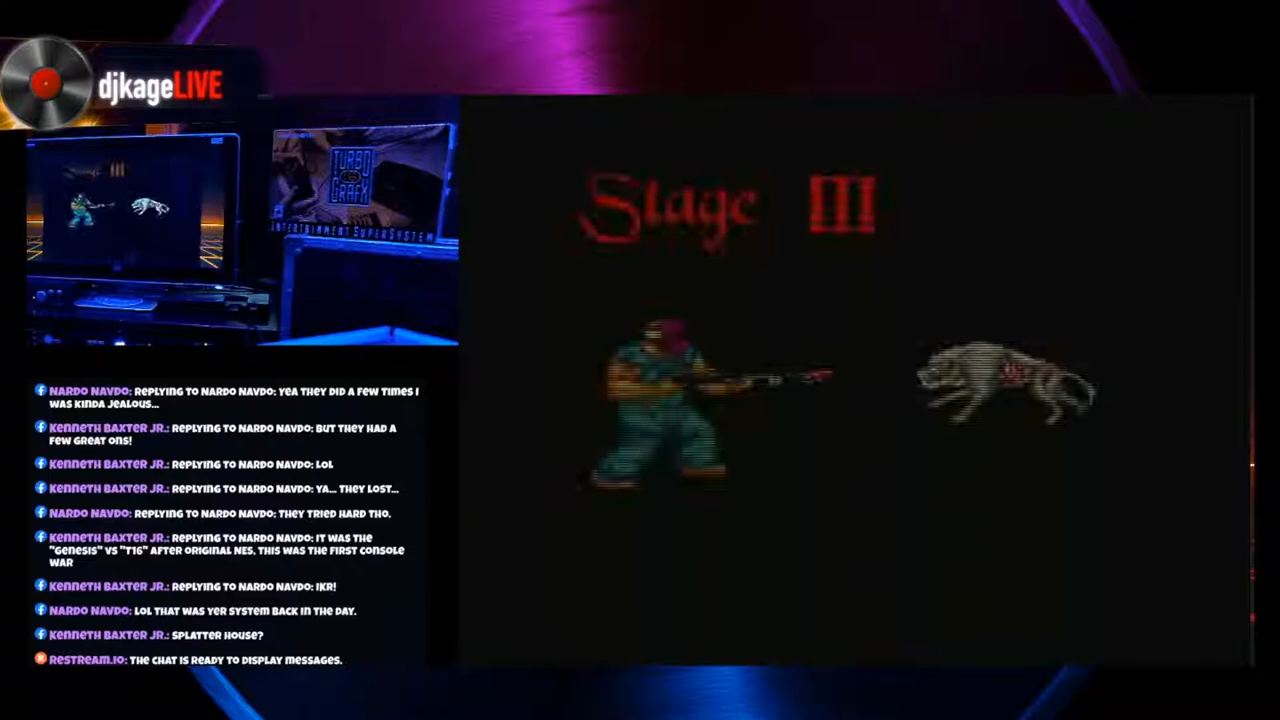 djkageLIVE
TURBO
GRAFX
ENTERTAINMENT SUPERSYSTEM
Stage III
NARDO NAVDO: REPLYING TO NARDO NAVDO: YEA THEY DID A FEW TIMES I
WAS KINDA JEALOUS...
KENNETH BAXTER JR.: REPLYING TO NARDO NAVDO: BUT THEY HAD A
FEW GREAT ONS!
KENNETH BAXTER JR.: REPLYING TO NARDO NAVDO: LOL
KENNETH BAXTER JR.: REPLYING TO NARDO NAVDO: YA... THEY LOST...
NARDO NAVDO: REPLYING TO NARDO NAVDO: THEY TRIED HARD THO.
KENNETH BAXTER JR.: REPLYING TO NARDO NAVDO: IT WAS THE
"GENESIS" VS "T16" AFTER ORIGINAL NES, THIS WAS THE FIRST CONSOLE
WAR
KENNETH BAXTER JR.: REPLYING TO NARDO NAVDO: IKR!
NARDO NAVDO: LOL THAT WAS YER SYSTEM BACK IN THE DAY.
KENNETH BAXTER JR.: SPLATTER HOUSE?
RESTREAM.IO: THE CHAT IS READY TO DISPLAY MESSAGES.